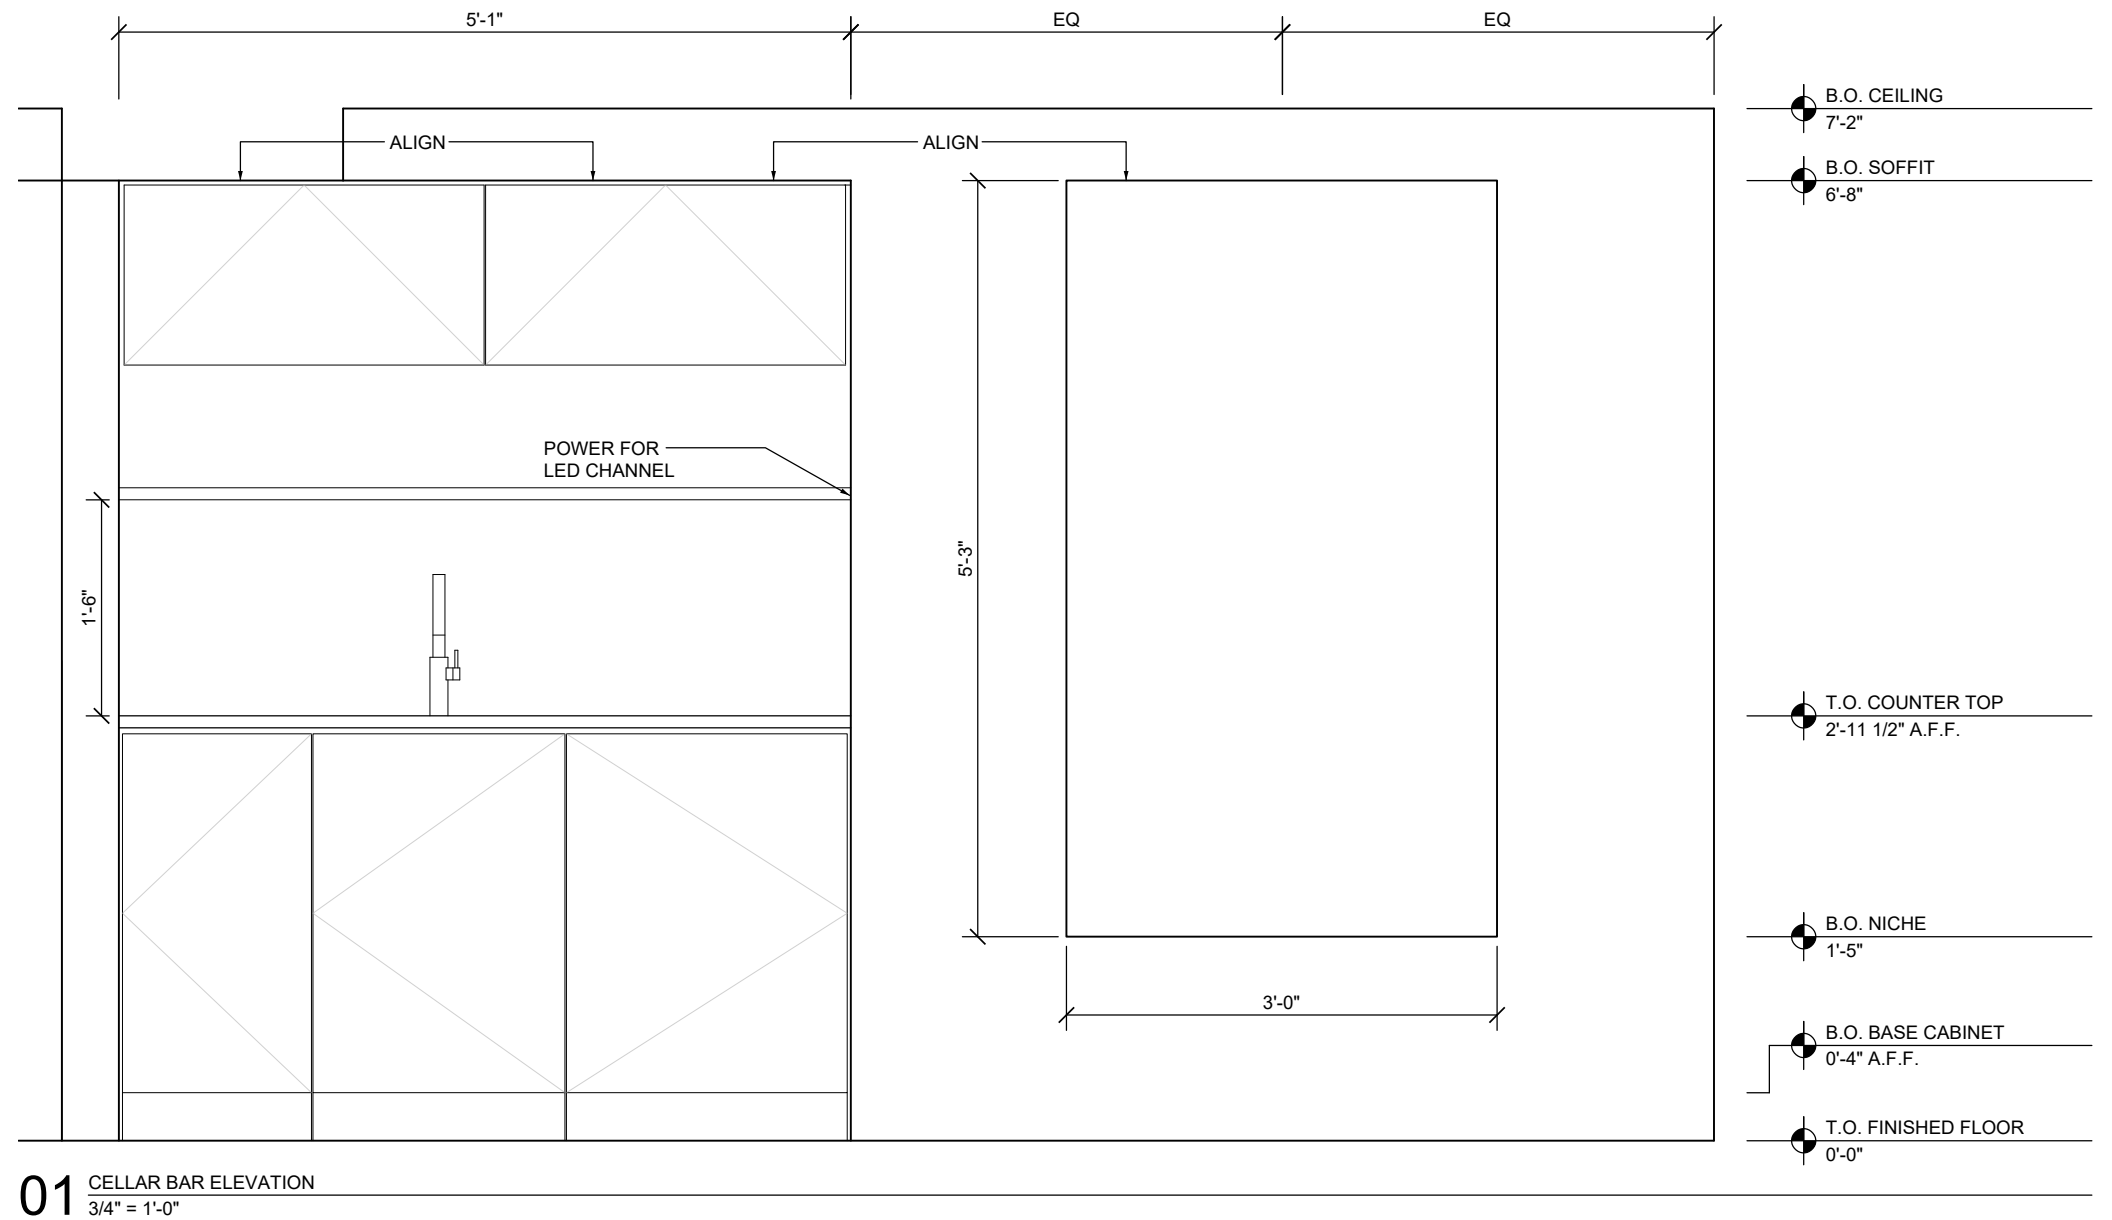 5'-1"
EQ
EQ
B.O. CEILING
7'-2"
ALIGN
ALIGN
B.O. SOFFIT
6'-8"
POWER FOR
LED CHANNEL
5'-3"
1'-6"
T.O. COUNTER TOP
2'-11 1/2" A.F.F.
B.O. NICHE
1'-5"
3'-0"
B.O. BASE CABINET
0'-4" A.F.F.
T.O. FINISHED FLOOR
0'-0"
01 CELLAR BAR ELEVATION
3/4" = 1'-0"